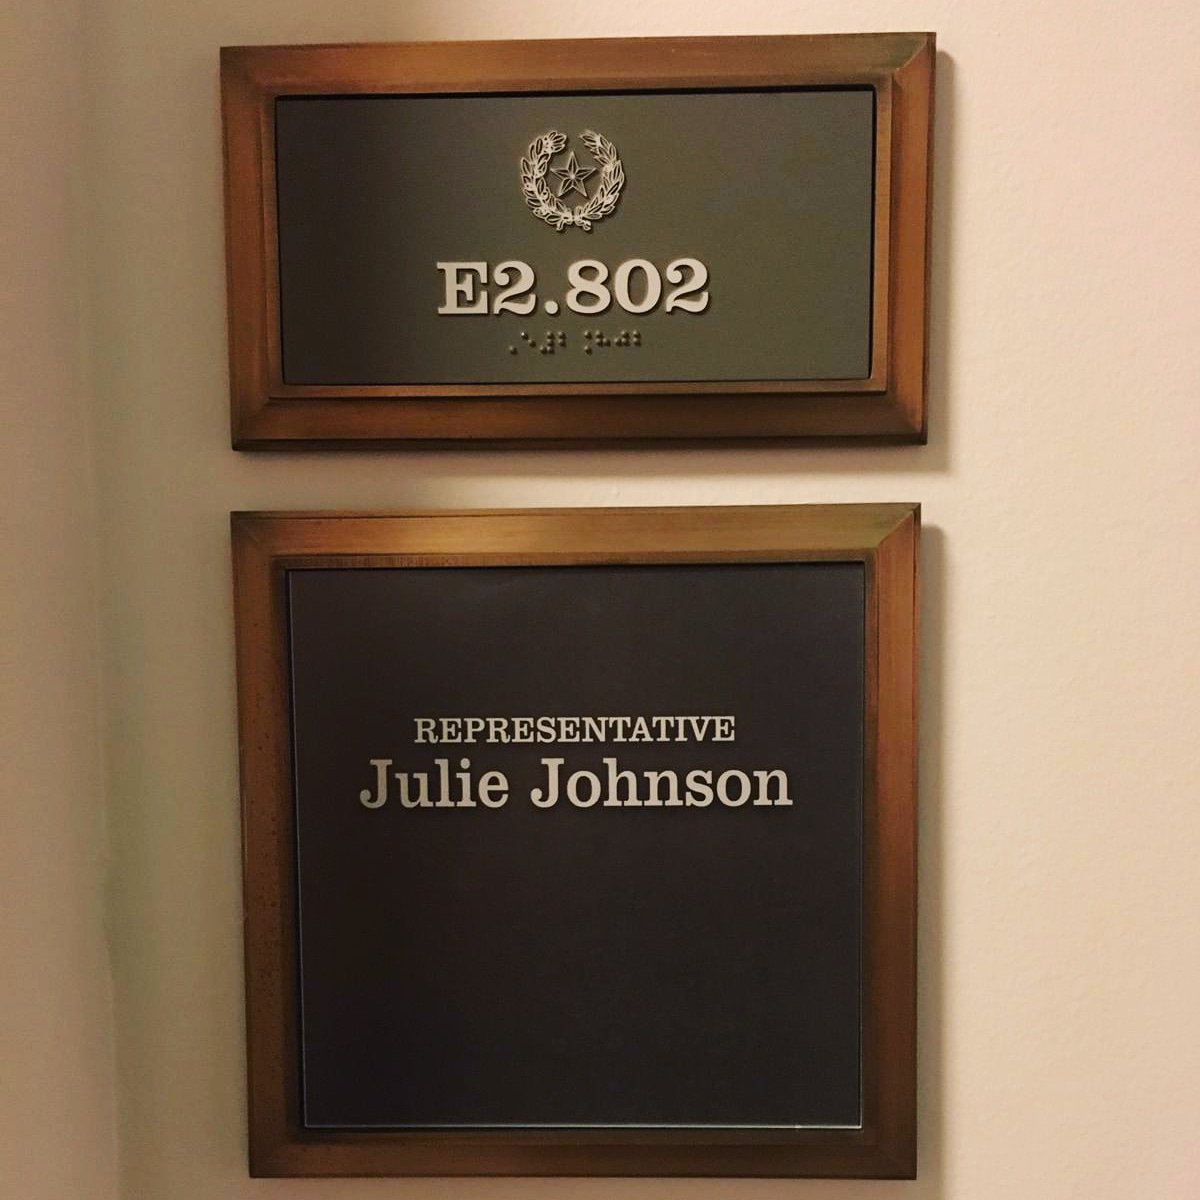 E2.802
REPRESENTATIVE
Julie Johnson